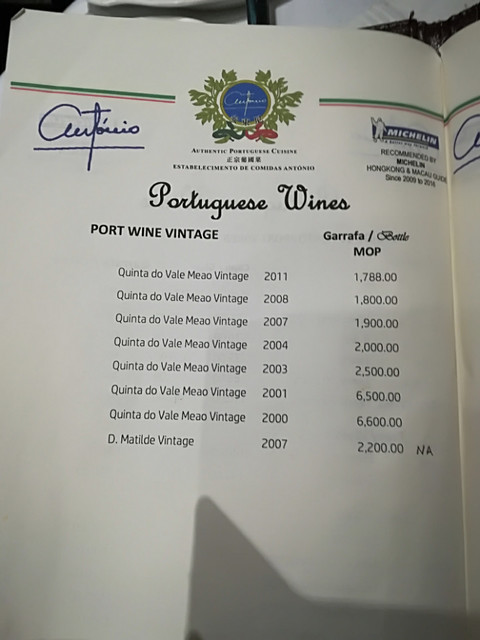 António
António
AUTHENTIC PORTUGUESE CUISINE
正宗葡國菜
ESTABELECIMENTO DE COMIDAS ANTÓNIO
MICHELIN
RECOMMENDED BY
MICHELIN
HONGKONG & MACAU GUIDE
Since 2009 to 2016
Portuguese Wines
PORT WINE VINTAGE Garrafa / Bottle
MOP
Quinta do Vale Meao Vintage 2011 1,788.00
Quinta do Vale Meao Vintage 2008 1,800.00
Quinta do Vale Meao Vintage 2007 1,900.00
Quinta do Vale Meao Vintage 2004 2,000.00
Quinta do Vale Meao Vintage 2003 2,500.00
Quinta do Vale Meao Vintage 2001 6,500.00
Quinta do Vale Meao Vintage 2000 6,600.00
D. Matilde Vintage 2007 2,200.00 NA